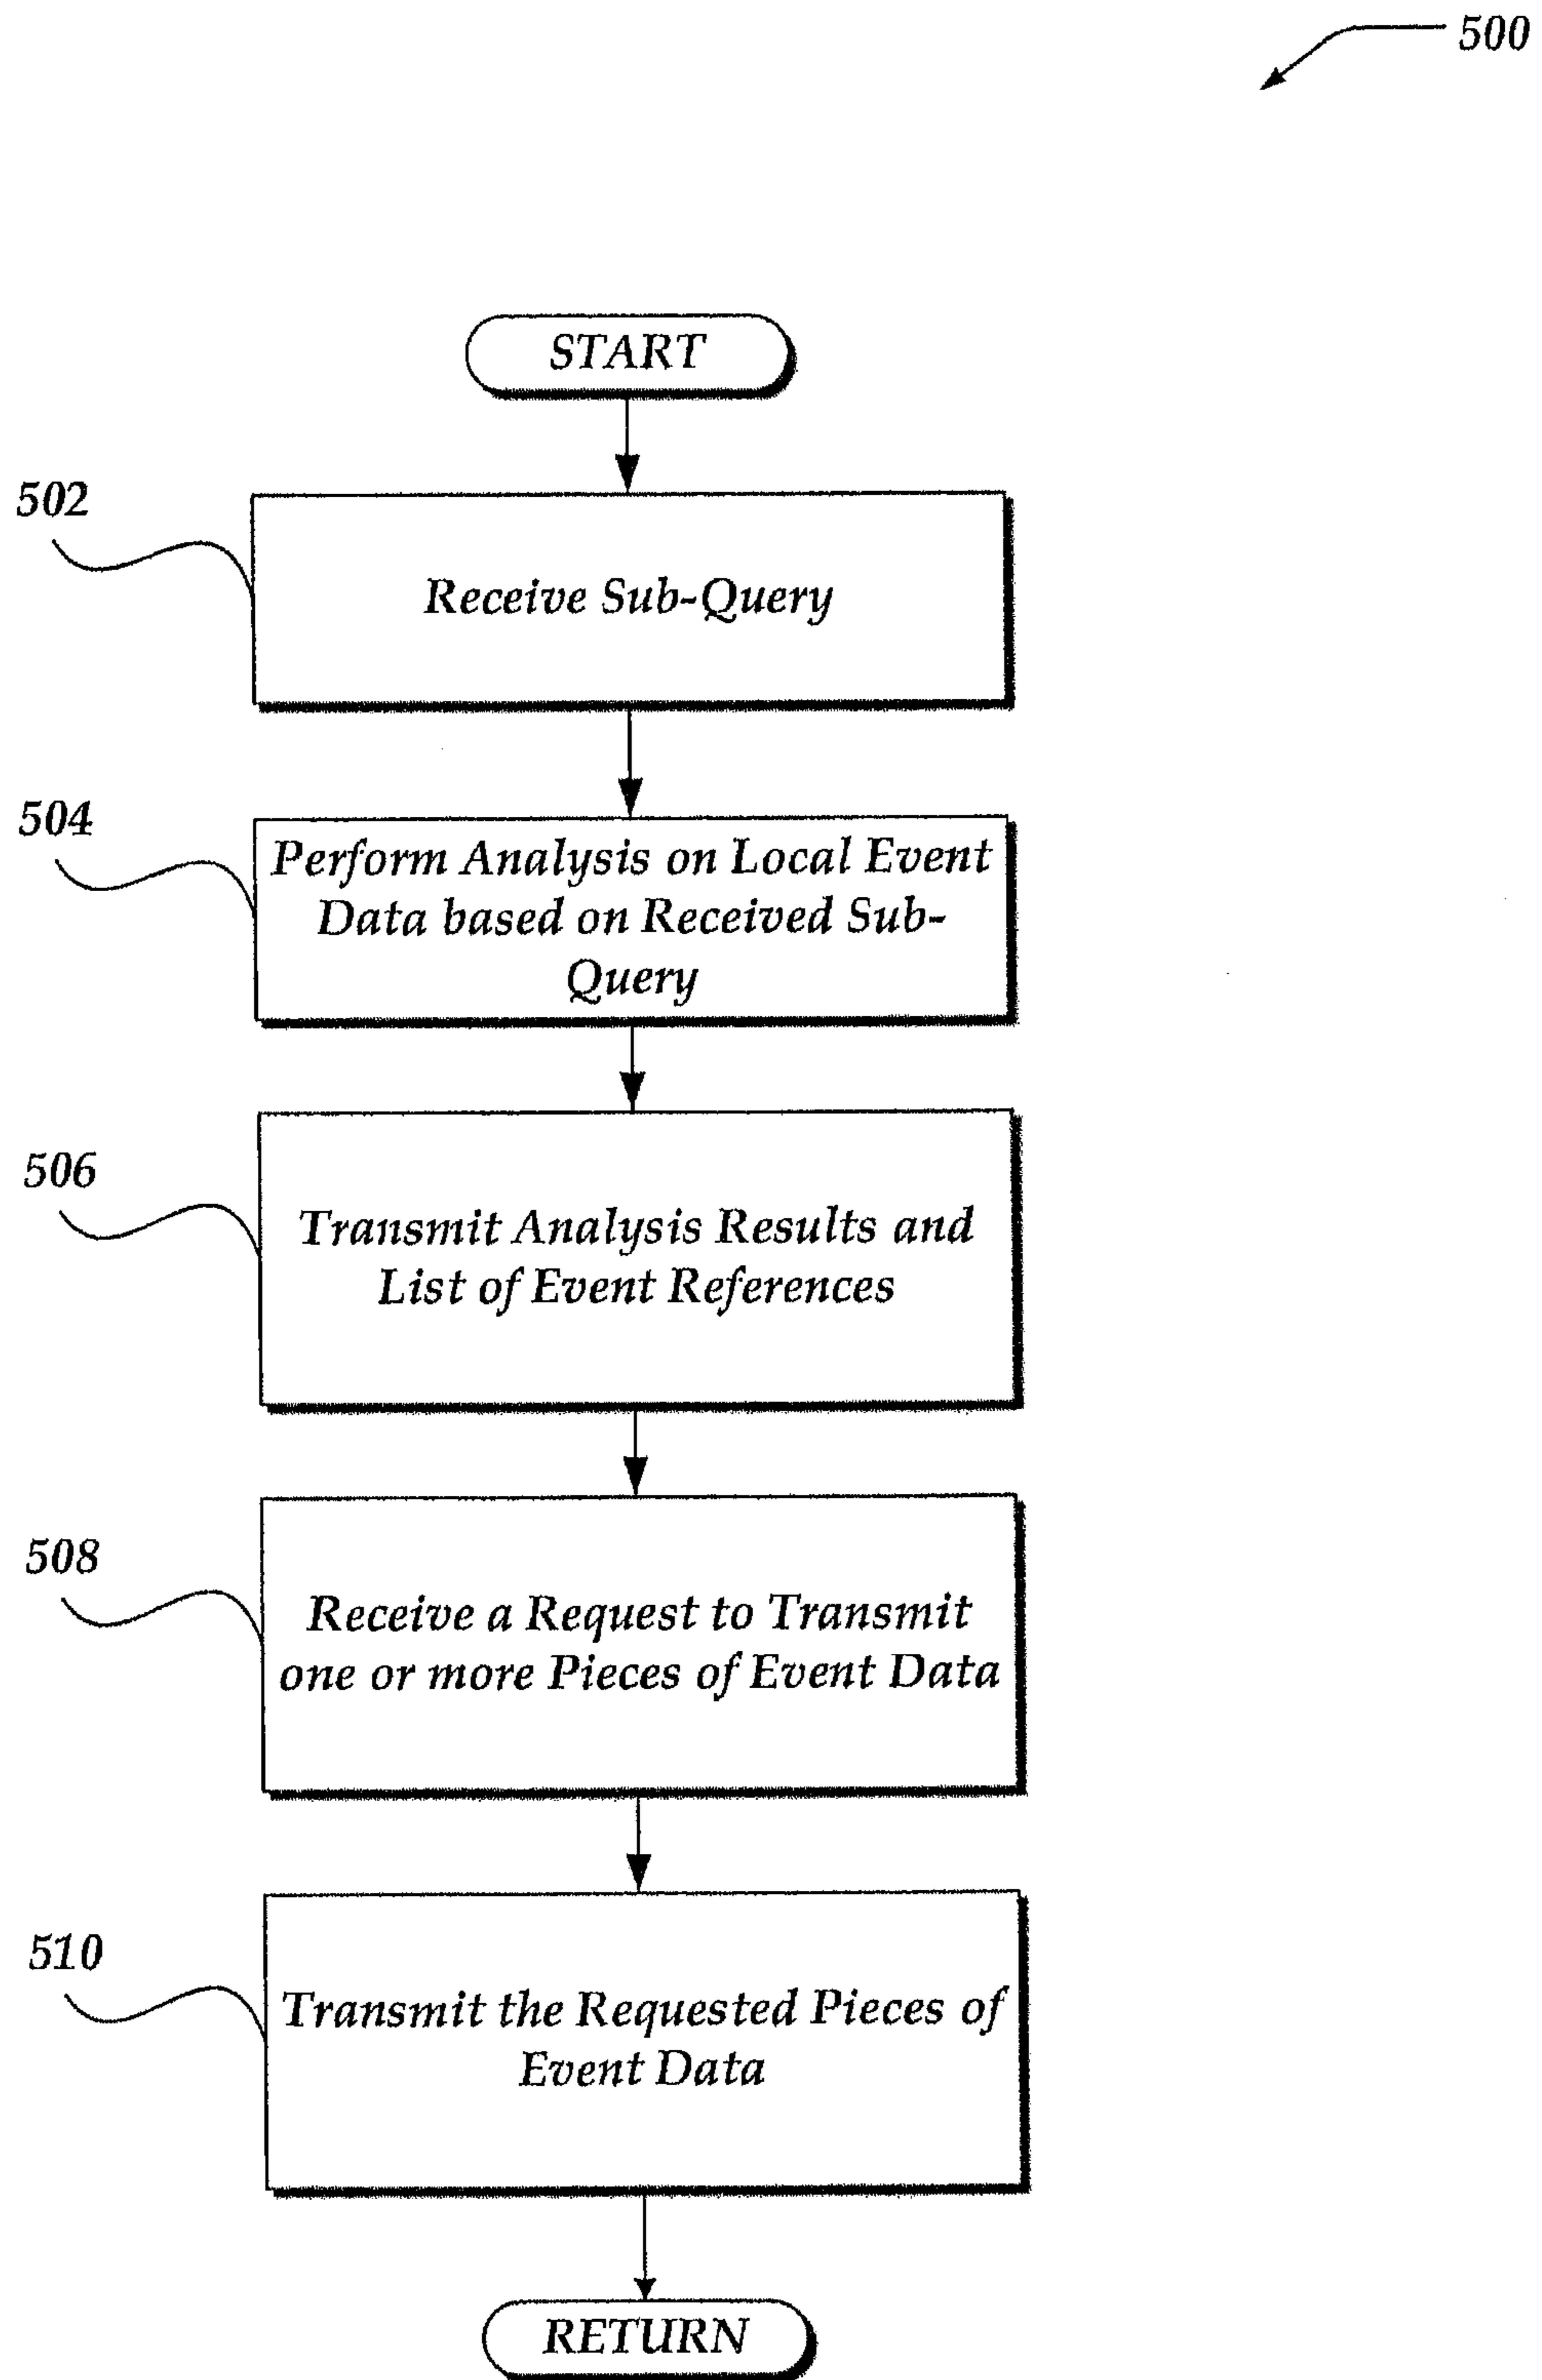 500
START
502
Receive Sub-Query
504
Perform Analysis on Local Event
Data based on Received Sub-
Query
506
Transmit Analysis Results and
List of Event References
508
Receive a Request to Transmit
one or more Pieces of Event Data
510
Transmit the Requested Pieces of
Event Data
RETURN